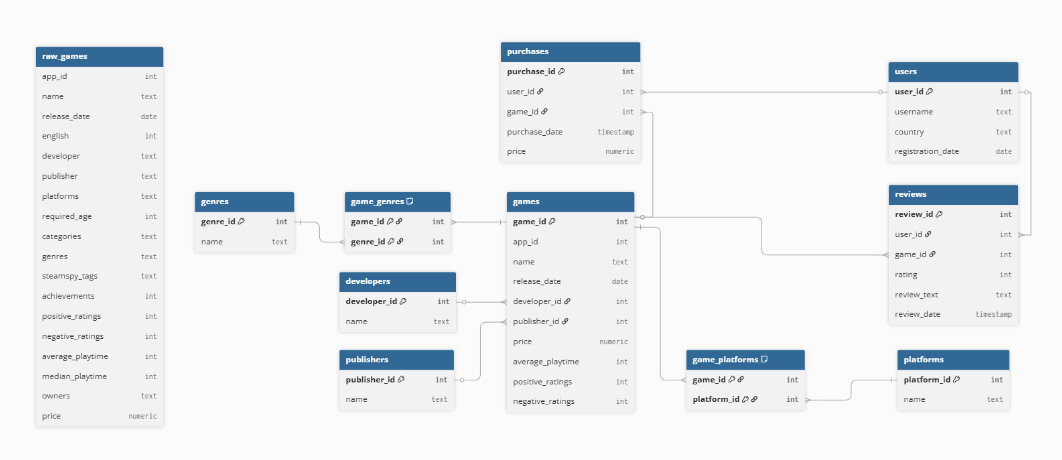 raw_games
app_id int
name text
release_date date
english int
developer text
publisher text
platforms text
required_age int
categories text
genres text
steamspy_tags text
achievements int
positive_ratings int
negative_ratings int
average_playtime int
median_playtime int
owners text
price numeric
genres
genre_id int
name text
game_genres
game_id int
genre_id int
developers
developer_id int
name text
publishers
publisher_id int
name text
purchases
purchase_id int
user_id int
game_id int
purchase_date timestamp
price numeric
games
game_id int
app_id int
name text
release_date date
developer_id int
publisher_id int
price numeric
average_playtime int
positive_ratings int
negative_ratings int
game_platforms
game_id int
platform_id int
users
user_id int
username text
country text
registration_date date
reviews
review_id int
user_id int
game_id int
rating int
review_text text
review_date timestamp
platforms
platform_id int
name text